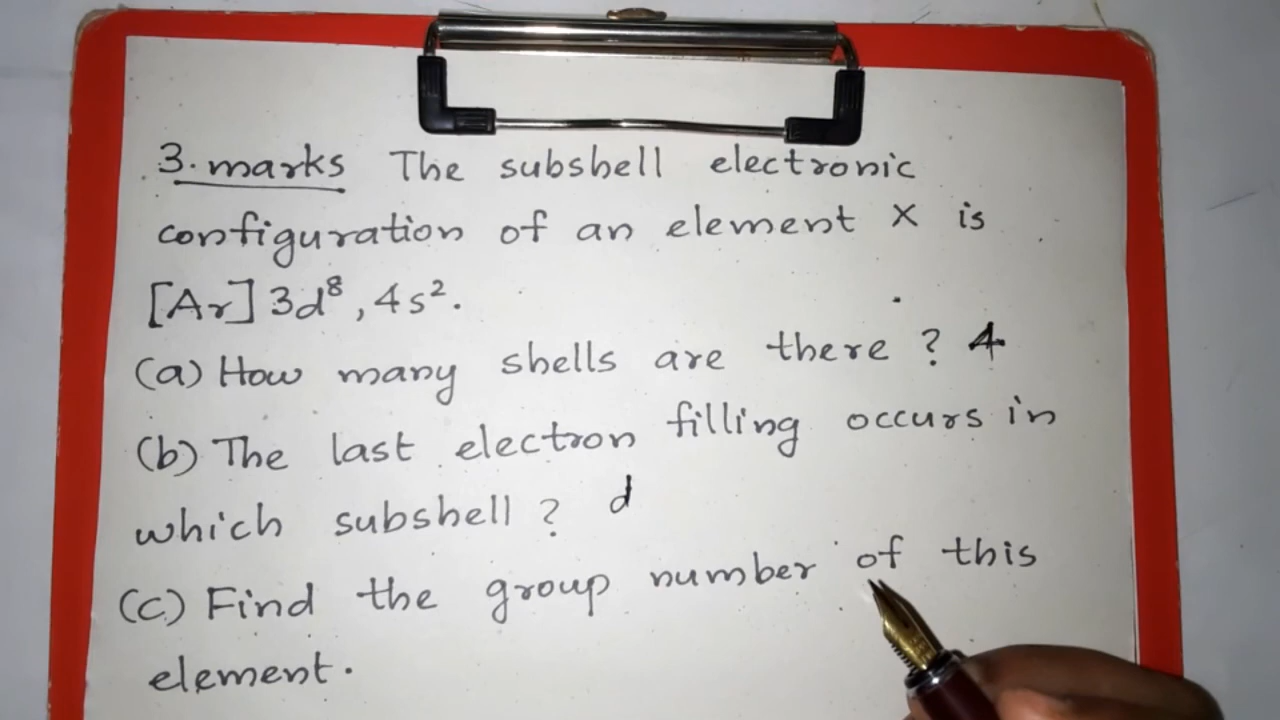 3. marks The subshell electronic
configuration of an element X is
[Ar] 3d⁸, 4s².
(a) How many shells are there ? 4
(b) The last electron filling occurs in
which subshell ? d
(c) Find the group number of this
element.